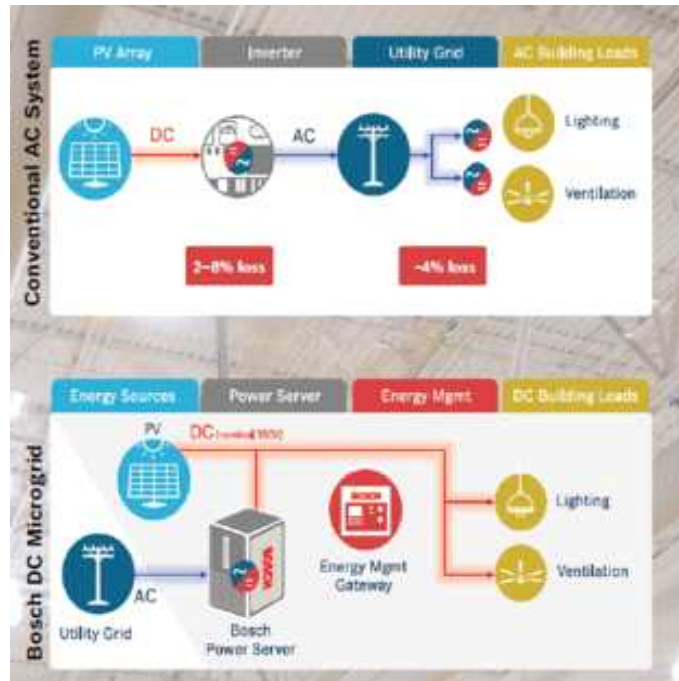 Conventional AC System
PV Array
Inverter
Utility Grid
AC Building Loads
DC
AC
Lighting
Ventilation
2–8% loss
~4% loss
Bosch DC Microgrid
Energy Sources
Power Server
Energy Mgmt
DC Building Loads
PV
DC
Lighting
Energy Mgmt
Gateway
Ventilation
AC
Utility Grid
Bosch
Power Server